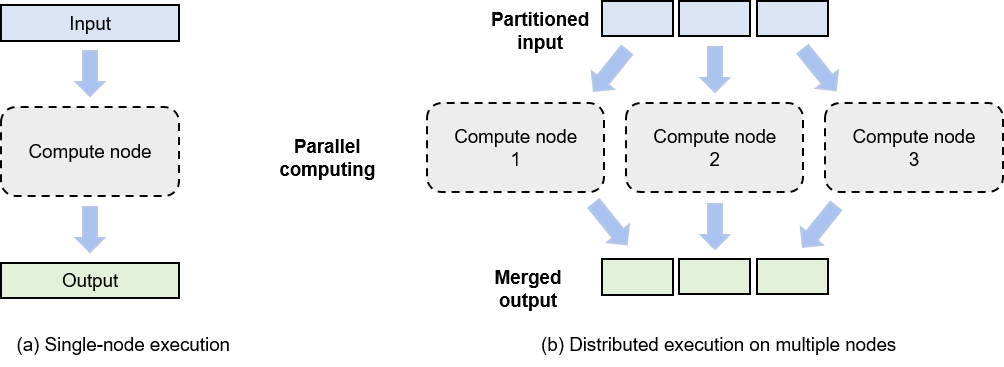 Input
Compute node
Output
(a) Single-node execution
Partitioned
input
Parallel
computing
Compute node
1
Compute node
2
Compute node
3
Merged
output
(b) Distributed execution on multiple nodes